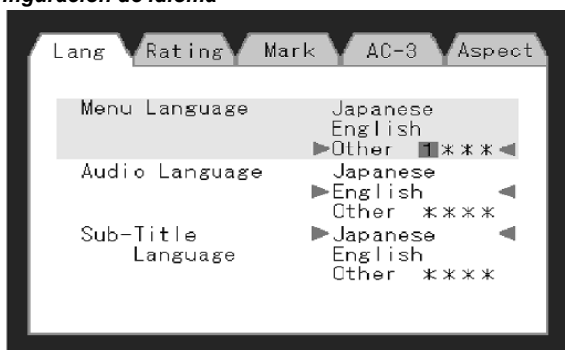 Lang Rating Mark AC-3 Aspect
Menu Language Japanese
English
▶Other 1***◀
Audio Language Japanese
▶English ◀
Other ****
Sub-Title ▶Japanese ◀
Language English
Other ****